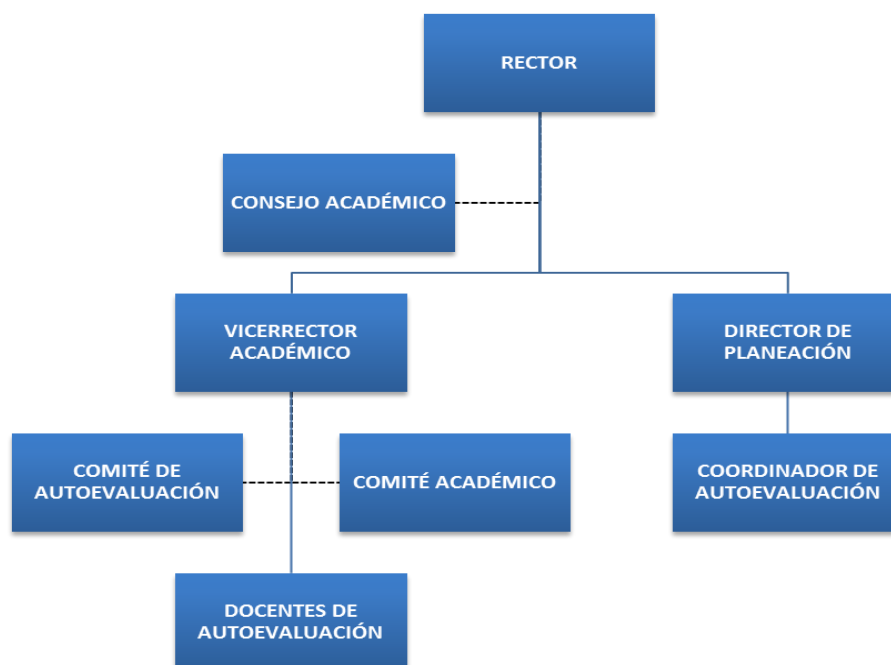 RECTOR
CONSEJO ACADÉMICO
VICERRECTOR
ACADÉMICO
DIRECTOR DE
PLANEACIÓN
COMITÉ DE
AUTOEVALUACIÓN
COMITÉ ACADÉMICO
COORDINADOR DE
AUTOEVALUACIÓN
DOCENTES DE
AUTOEVALUACIÓN